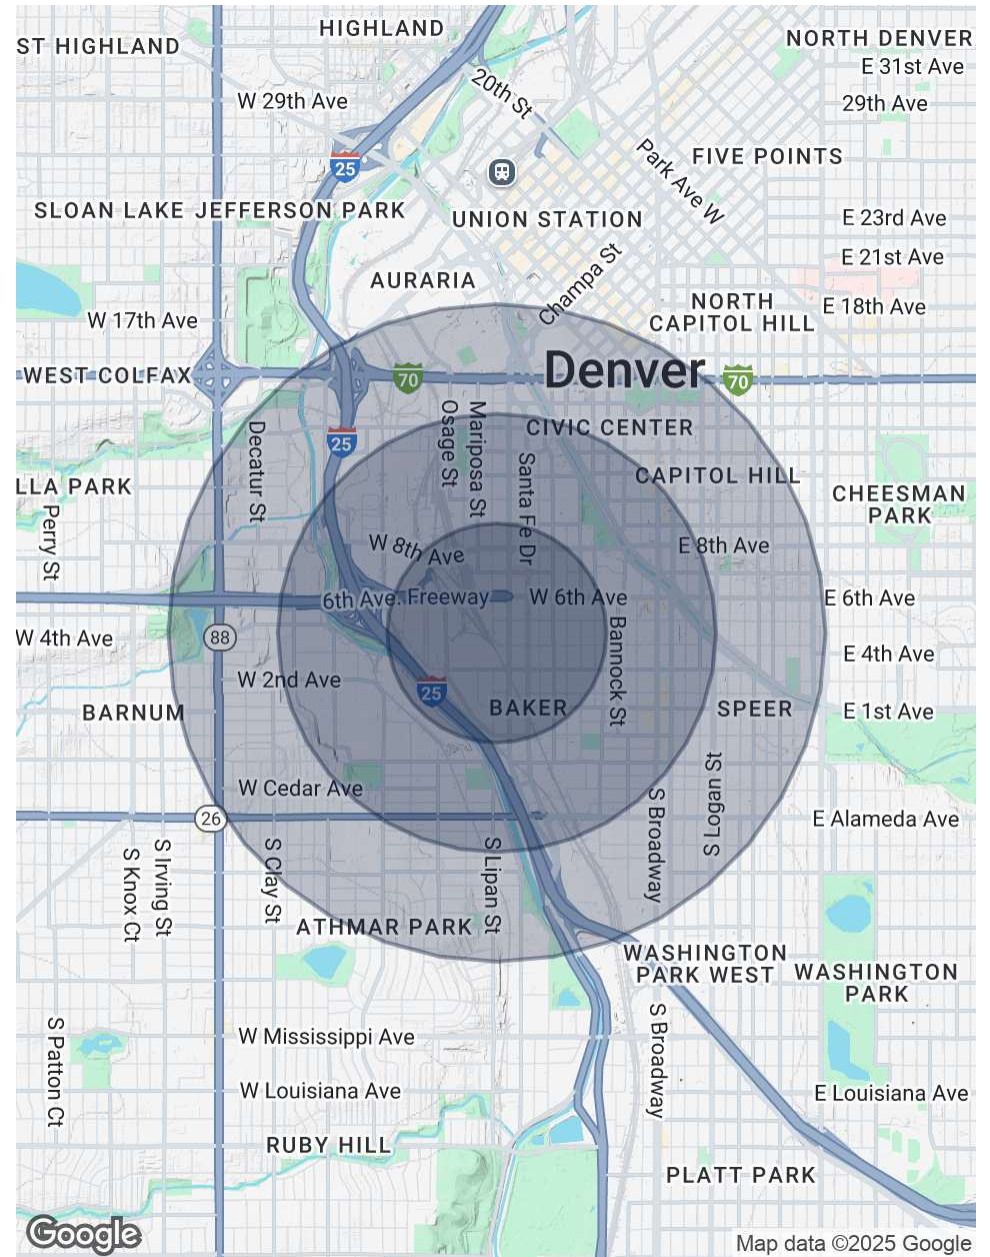 HIGHLAND
ST HIGHLAND
NORTH DENVER
E 31st Ave
20th St
W 29th Ave
29th Ave
25
Park Ave W
FIVE POINTS
SLOAN LAKE
JEFFERSON PARK
UNION STATION
E 23rd Ave
E 21st Ave
AURARIA
Champa St
NORTH
CAPITOL HILL
E 18th Ave
W 17th Ave
WEST COLFAX
70
Denver
70
Decatur St
25
Osage St
Mariposa St
CIVIC CENTER
Santa Fe Dr
CAPITOL HILL
LLA PARK
CHEESMAN
PARK
Perry St
W 8th Ave
E 8th Ave
6th Ave. Freeway
W 6th Ave
E 6th Ave
W 4th Ave
88
Bannock St
E 4th Ave
W 2nd Ave
25
BARNUM
BAKER
SPEER
E 1st Ave
W Cedar Ave
S Broadway
S Logan St
26
E Alameda Ave
S Knox Ct
S Irving St
S Clay St
S Lipan St
ATHMAR PARK
WASHINGTON
PARK WEST
WASHINGTON
PARK
S Patton Ct
W Mississippi Ave
S Broadway
W Louisiana Ave
E Louisiana Ave
RUBY HILL
PLATT PARK
Google
Map data ©2025 Google